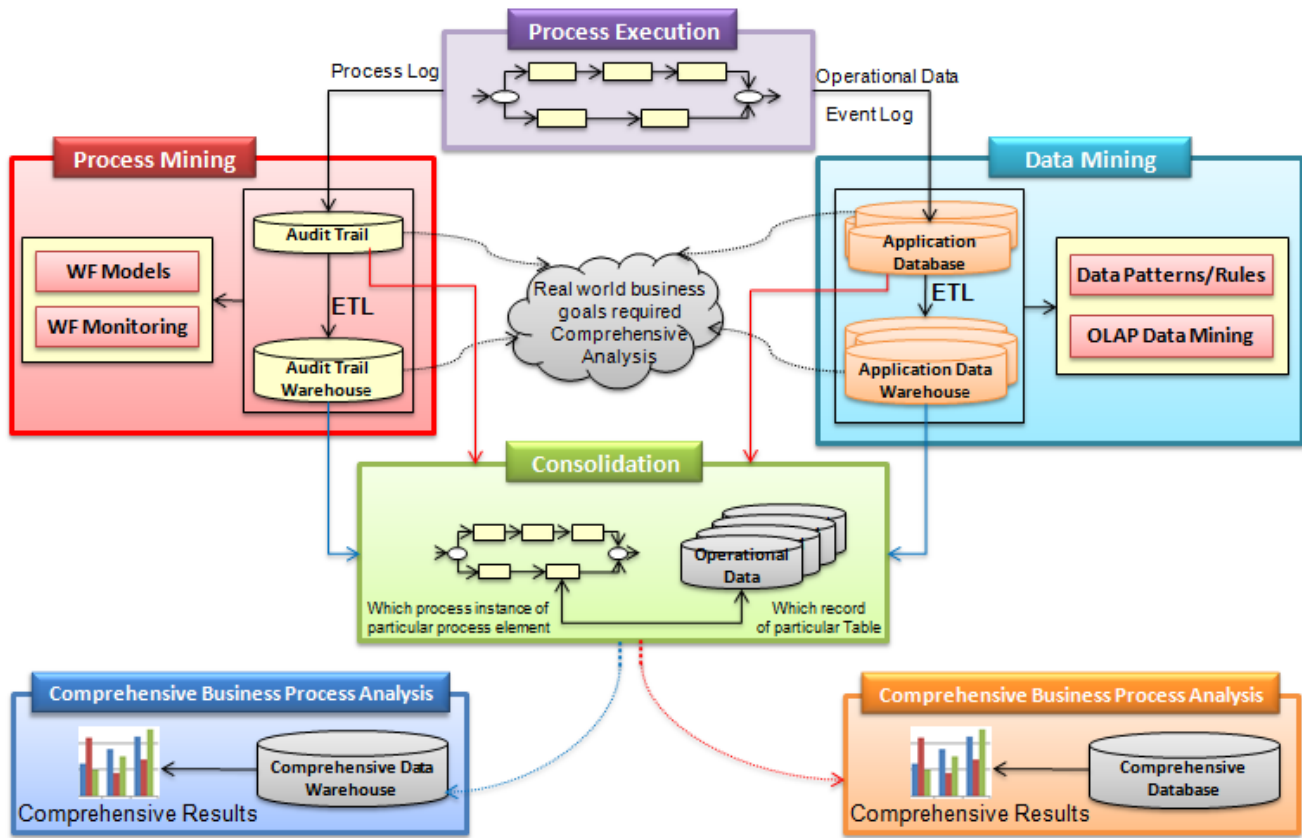 Process Execution
Process Log
Operational Data
Event Log
Process Mining
Data Mining
Audit Trail
WF Models
WF Monitoring
ETL
Audit Trail
Warehouse
Real world business
goals required
Comprehensive
Analysis
Application
Database
ETL
Application Data
Warehouse
Data Patterns/Rules
OLAP Data Mining
Consolidation
Operational
Data
Which process instance of
particular process element
Which record
of particular Table
Comprehensive Business Process Analysis
Comprehensive Data
Warehouse
Comprehensive Results
Comprehensive Business Process Analysis
Comprehensive
Database
Comprehensive Results